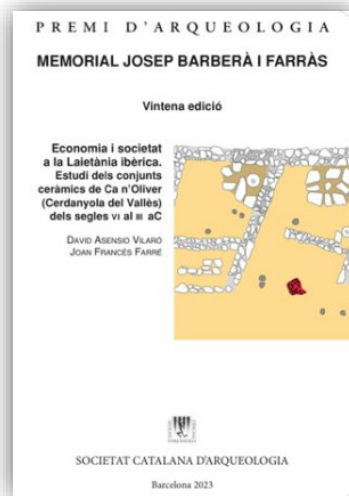 PREMI D'ARQUEOLOGIA
MEMORIAL JOSEP BARBERÀ I FARRÀS
Vintena edició
Economia i societat
a la Laietània ibèrica.
Estudi dels conjunts
ceràmics de Ca n'Oliver
(Cerdanyola del Vallès)
dels segles VI al III aC
DAVID ASENSIO VILARÓ
JOAN FRANCÈS FARRÉ
SOCIETAT CATALANA D'ARQUEOLOGIA
Barcelona 2023